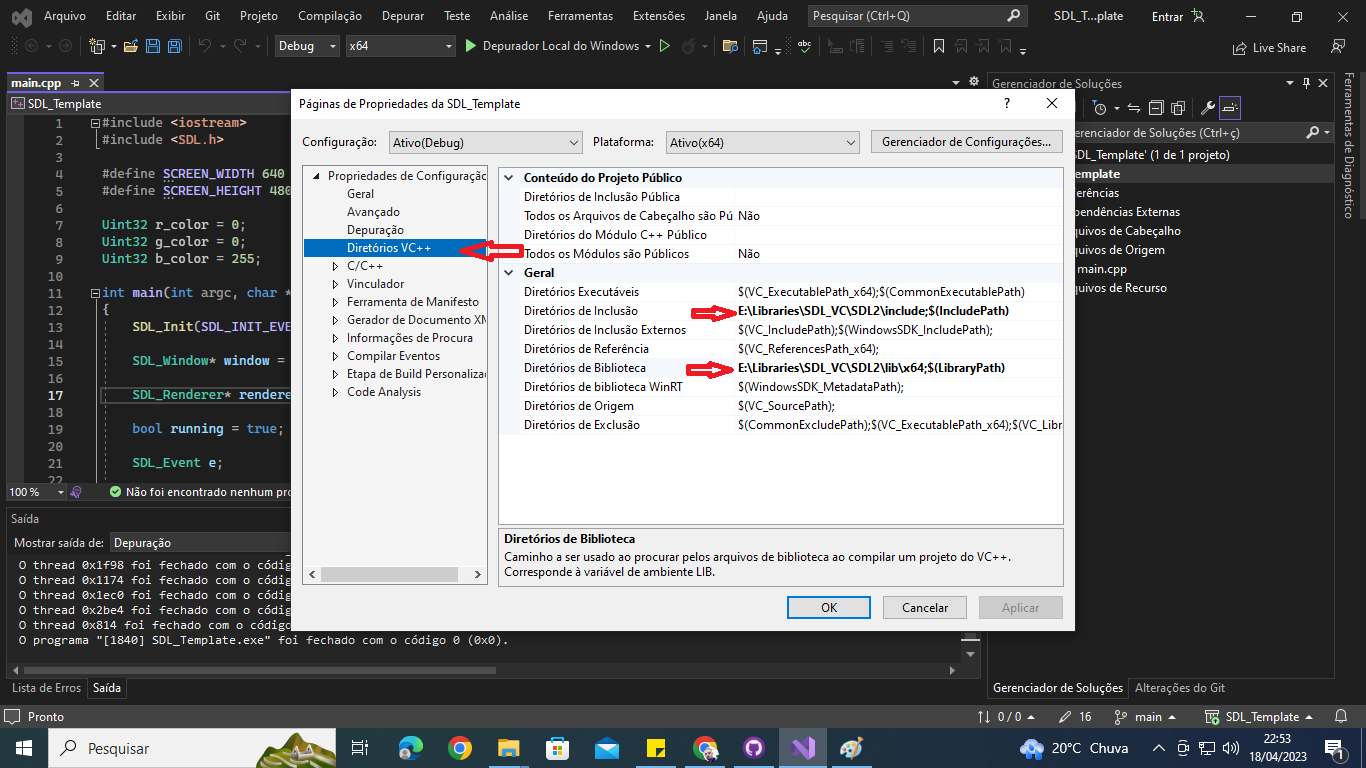 Arquivo Editar Exibir Git Projeto Compilação Depurar Teste Análise Ferramentas Extensões Janela Ajuda Pesquisar (Ctrl+Q) SDL_T...plate Entrar
Debug x64 Depurador Local do Windows Live Share
main.cpp
SDL_Template
1 #include <iostream>
2 #include <SDL.h>
3
4 #define SCREEN_WIDTH 640
5 #define SCREEN_HEIGHT 480
6
7 Uint32 r_color = 0;
8 Uint32 g_color = 0;
9 Uint32 b_color = 255;
10
11 int main(int argc, char *
12 {
13 SDL_Init(SDL_INIT_EVE
14
15 SDL_Window* window =
16
17 SDL_Renderer* rendere
18
19 bool running = true;
20
21 SDL_Event e;
22
100 % Não foi encontrado nenhum pro
Saída
Mostrar saída de: Depuração
O thread 0x1f98 foi fechado com o códig
O thread 0x1174 foi fechado com o códig
O thread 0x1ec0 foi fechado com o códig
O thread 0x2be4 foi fechado com o códig
O thread 0x814 foi fechado com o código
O programa "[1840] SDL_Template.exe" foi fechado com o código 0 (0x0).
Lista de Erros Saída
Páginas de Propriedades da SDL_Template ?
Configuração: Ativo(Debug) Plataforma: Ativo(x64) Gerenciador de Configurações...
Propriedades de Configuração
Geral
Avançado
Depuração
Diretórios VC++
C/C++
Vinculador
Ferramenta de Manifesto
Gerador de Documento XM
Informações de Procura
Compilar Eventos
Etapa de Build Personaliza
Code Analysis
Conteúdo do Projeto Público
Diretórios de Inclusão Pública
Todos os Arquivos de Cabeçalho são Pú Não
Diretórios do Módulo C++ Público
Todos os Módulos são Públicos Não
Geral
Diretórios Executáveis $(VC_ExecutablePath_x64);$(CommonExecutablePath)
Diretórios de Inclusão E:\Libraries\SDL_VC\SDL2\include;$(IncludePath)
Diretórios de Inclusão Externos $(VC_IncludePath);$(WindowsSDK_IncludePath);
Diretórios de Referência $(VC_ReferencesPath_x64);
Diretórios de Biblioteca E:\Libraries\SDL_VC\SDL2\lib\x64;$(LibraryPath)
Diretórios de biblioteca WinRT $(WindowsSDK_MetadataPath);
Diretórios de Origem $(VC_SourcePath);
Diretórios de Exclusão $(CommonExcludePath);$(VC_ExecutablePath_x64);$(VC_Libr
Diretórios de Biblioteca
Caminho a ser usado ao procurar pelos arquivos de biblioteca ao compilar um projeto do VC++.
Corresponde à variável de ambiente LIB.
OK Cancelar Aplicar
Gerenciador de Soluções
erenciador de Soluções (Ctrl+ç)
DL_Template' (1 de 1 projeto)
emplate
erências
pendências Externas
quivos de Cabeçalho
quivos de Origem
main.cpp
quivos de Recurso
Gerenciador de Soluções Alterações do Git
Ferramentas de Diagnóstico
Pronto 0 / 0 16 main SDL_Template
Pesquisar 20°C Chuva 22:53
18/04/2023 1